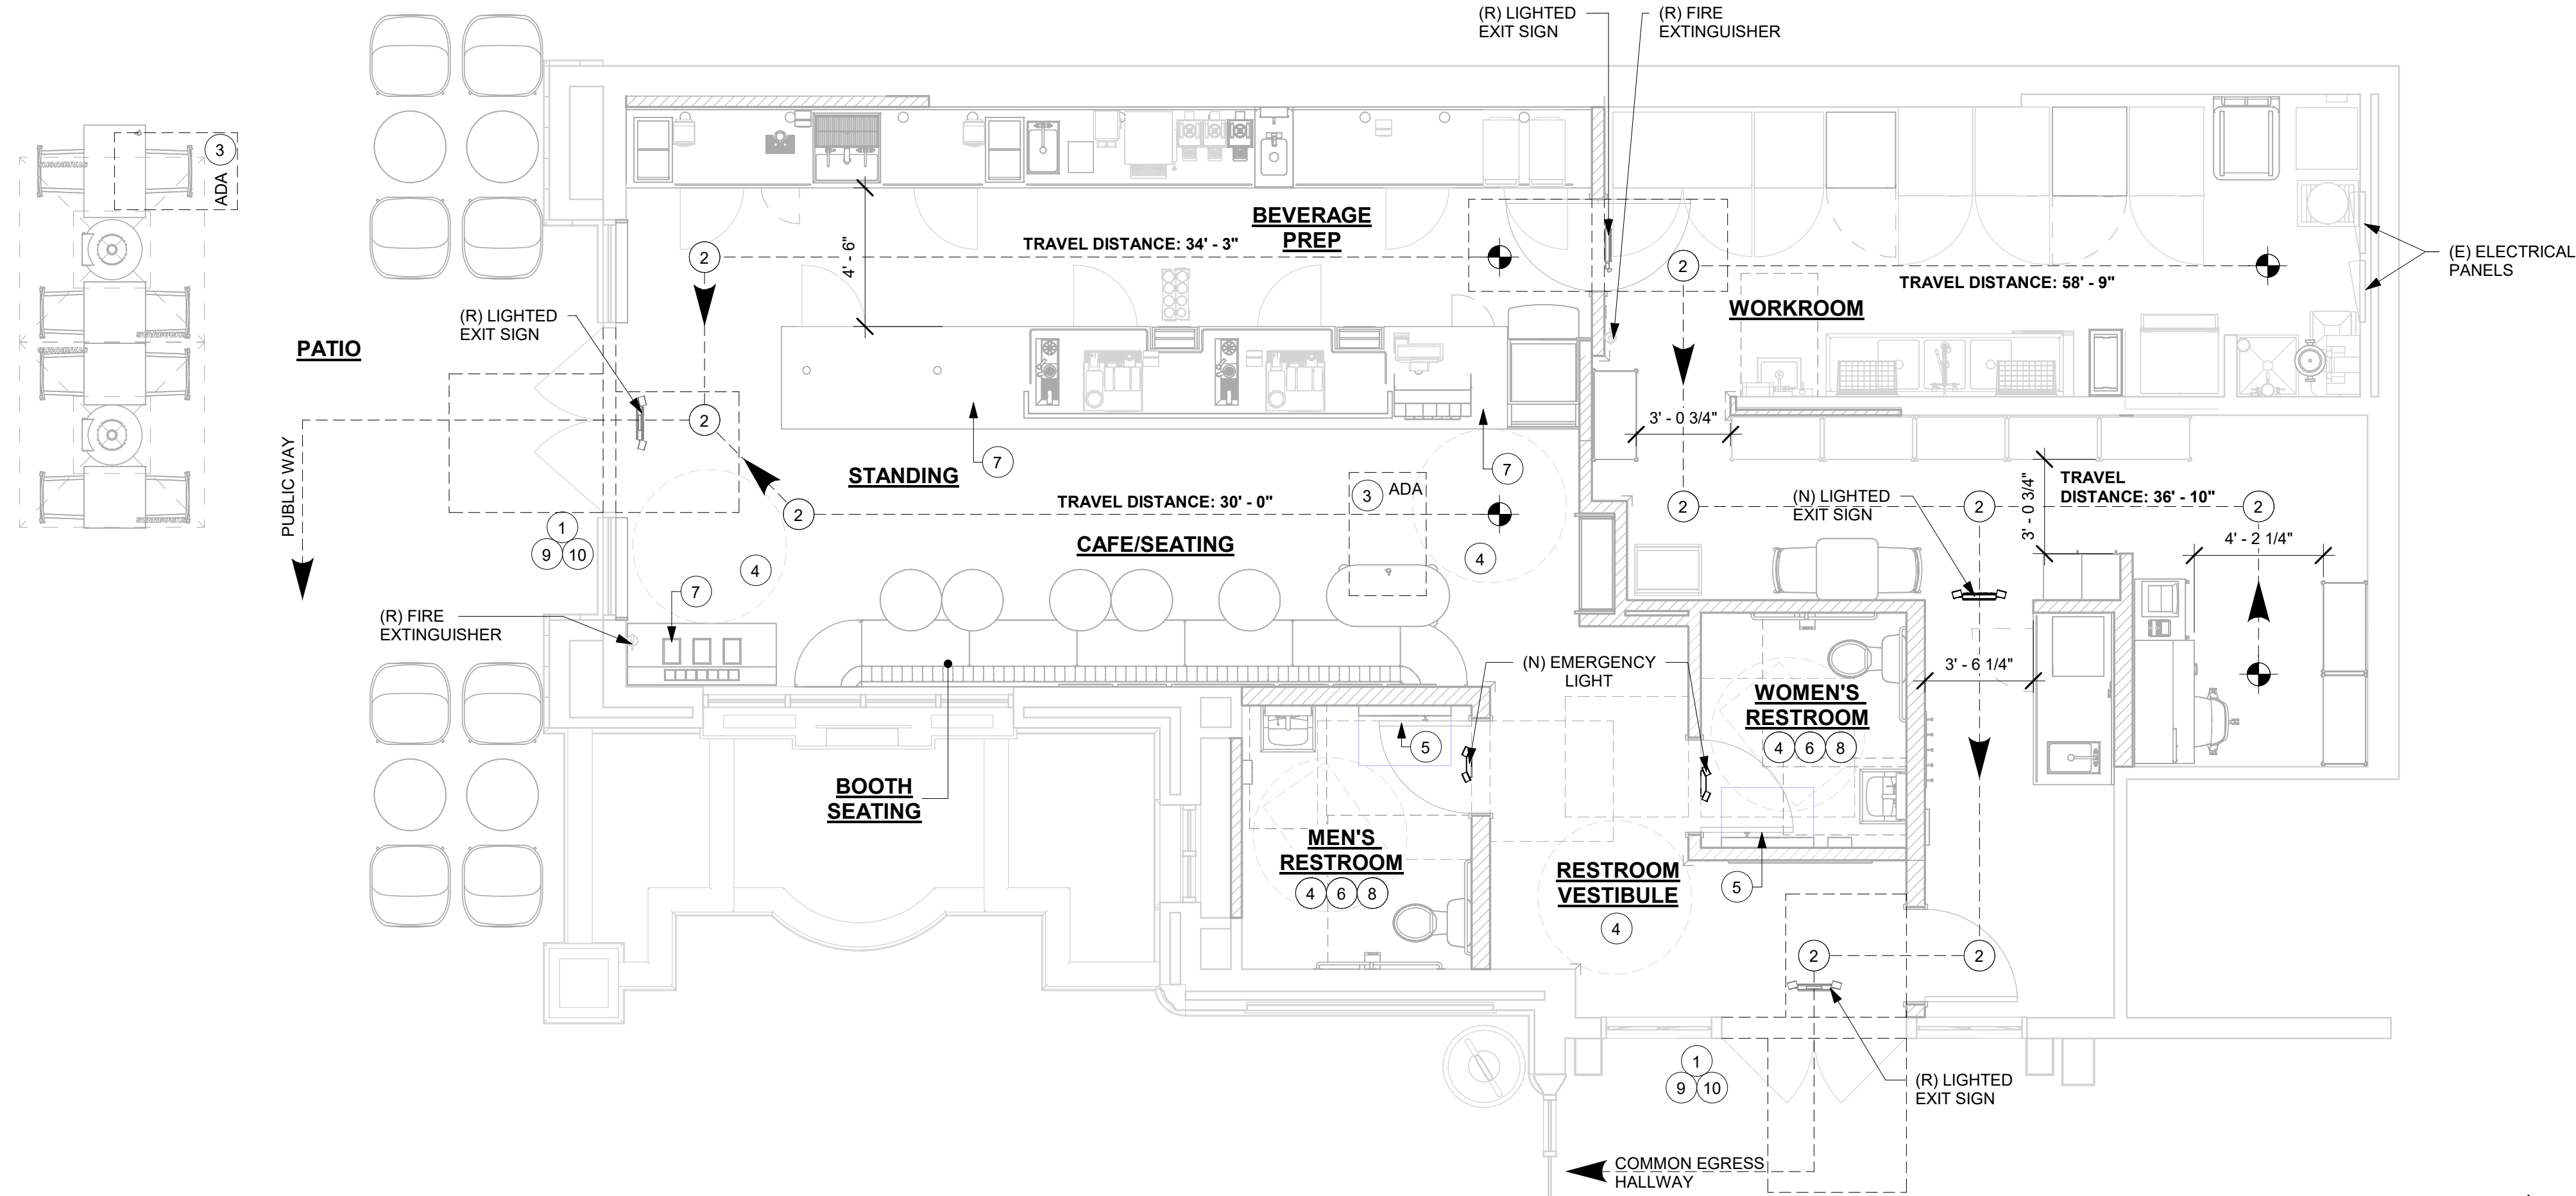 (R) LIGHTED
EXIT SIGN
(R) FIRE
EXTINGUISHER
3
ADA
BEVERAGE
PREP
TRAVEL DISTANCE: 34' - 3"
2
4' - 6"
2
(E) ELECTRICAL
PANELS
TRAVEL DISTANCE: 58' - 9"
WORKROOM
(R) LIGHTED
EXIT SIGN
PATIO
2
3' - 0 3/4"
PUBLIC WAY
STANDING
7
7
TRAVEL
DISTANCE: 36' - 10"
3' - 0 3/4"
3
ADA
TRAVEL DISTANCE: 30' - 0"
2
2
(N) LIGHTED
EXIT SIGN
2
2
1
9
10
CAFE/SEATING
4
4
4' - 2 1/4"
7
(R) FIRE
EXTINGUISHER
(N) EMERGENCY
LIGHT
3' - 6 1/4"
WOMEN'S
RESTROOM
4
6
8
5
BOOTH
SEATING
MEN'S
RESTROOM
4
6
8
RESTROOM
VESTIBULE
4
5
2
2
1
9
10
(R) LIGHTED
EXIT SIGN
COMMON EGRESS
HALLWAY